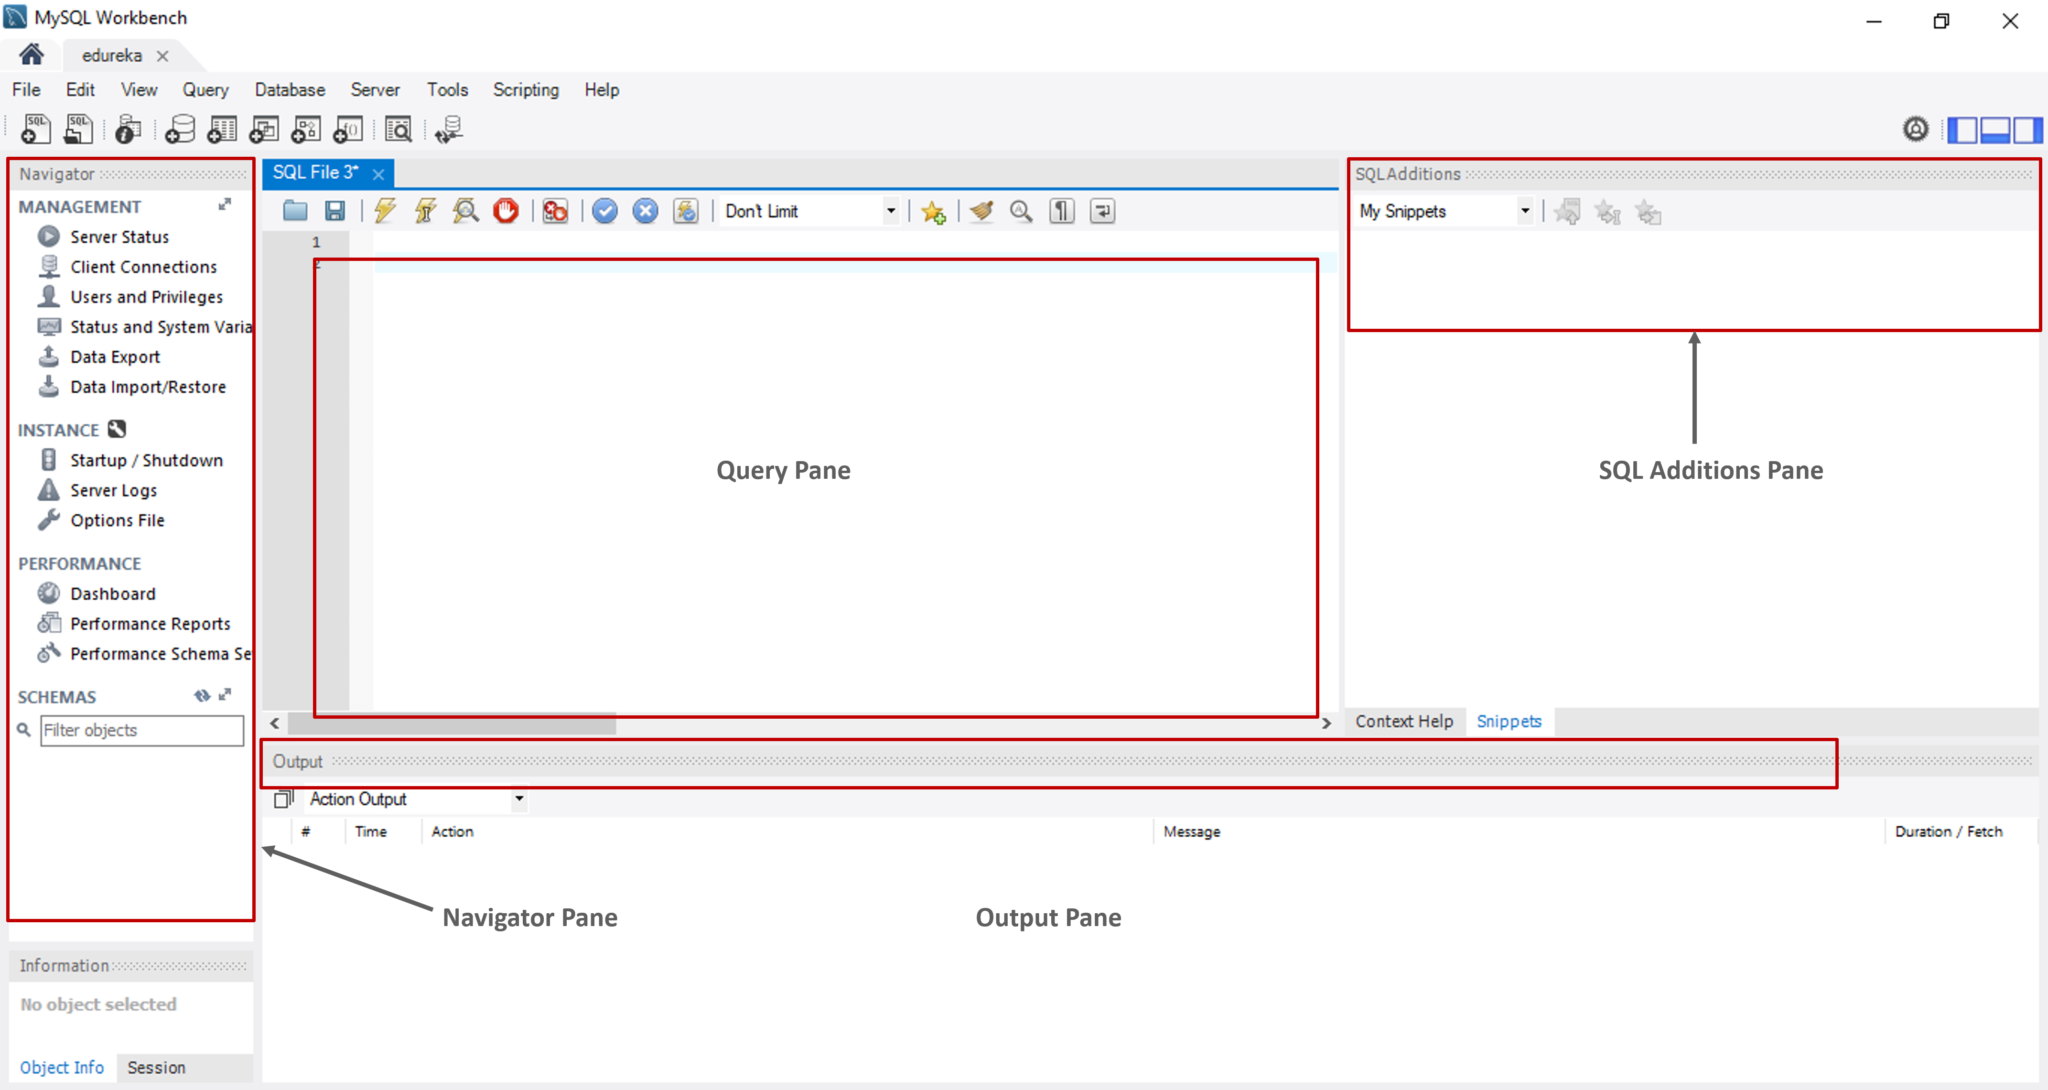 MySQL Workbench
edureka
File Edit View Query Database Server Tools Scripting Help
Navigator
MANAGEMENT
Server Status
Client Connections
Users and Privileges
Status and System Varia
Data Export
Data Import/Restore
INSTANCE
Startup / Shutdown
Server Logs
Options File
PERFORMANCE
Dashboard
Performance Reports
Performance Schema Se
SCHEMAS
Filter objects
Information
No object selected
Object Info Session
SQL File 3*
Don't Limit
1
2
Query Pane
SQLAdditions
My Snippets
SQL Additions Pane
Context Help Snippets
Output
Action Output
# Time Action Message Duration / Fetch
Navigator Pane
Output Pane